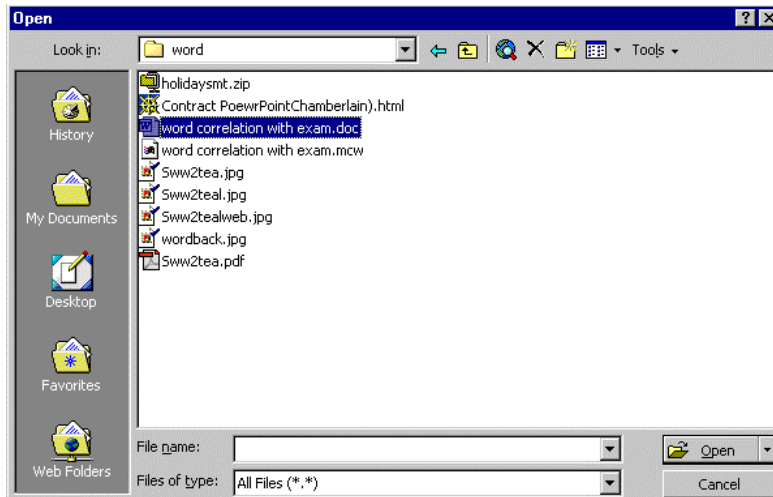 Open
Look in:
word
Tools
holidaysmt.zip
Contract PoewrPointChamberlain).html
word correlation with exam.doc
word correlation with exam.mcw
Sww2tea.jpg
Sww2teal.jpg
Sww2tealweb.jpg
wordback.jpg
Sww2tea.pdf
History
My Documents
Desktop
Favorites
Web Folders
File name:
Open
Files of type:
All Files (*.*)
Cancel